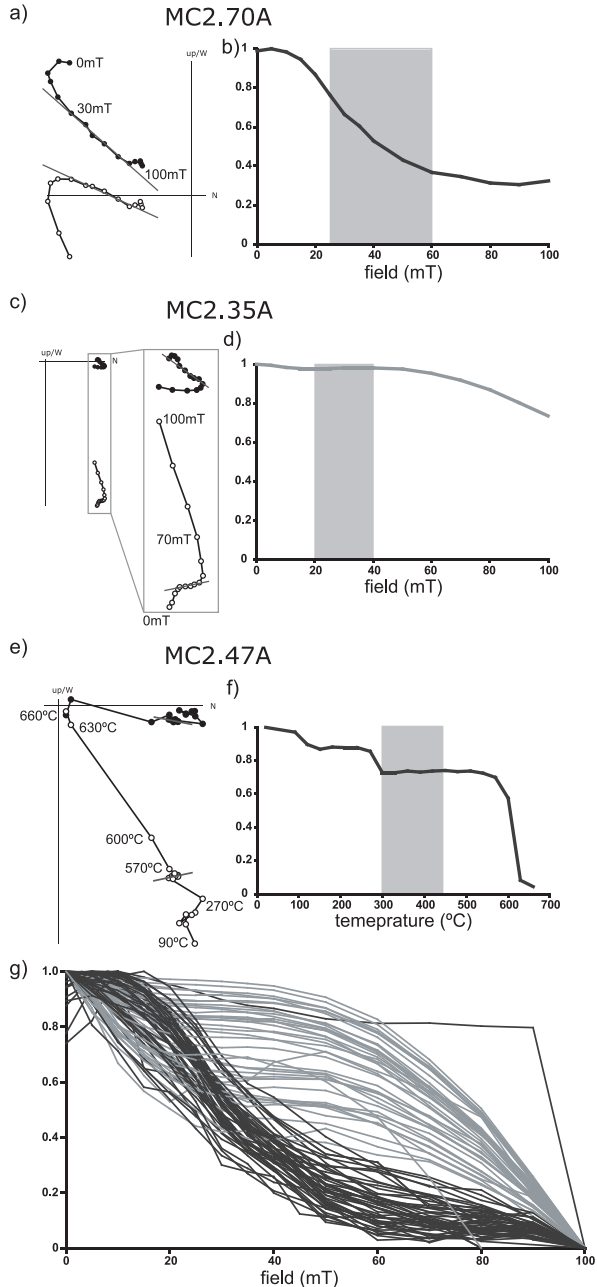 a)
MC2.70A
up/W
0mT
30mT
100mT
N
b)
1
0.8
0.6
0.4
0.2
0
0 20 40 60 80 100
field (mT)
c)
MC2.35A
up/W
N
100mT
70mT
0mT
d)
1
0.8
0.6
0.4
0.2
0
0 20 40 60 80 100
field (mT)
e)
MC2.47A
up/W
N
660ºC
630ºC
600ºC
570ºC
270ºC
90ºC
f)
1
0.8
0.6
0.4
0.2
0
0 100 200 300 400 500 600 700
temeprature (ºC)
g)
1.0
0.8
0.6
0.4
0.2
0
0 20 40 60 80 100
field (mT)